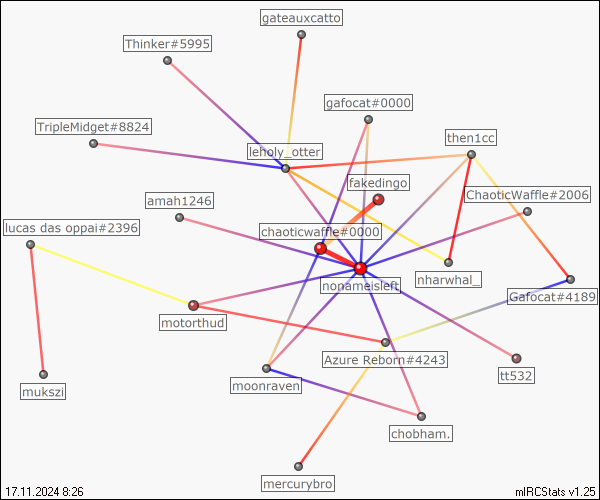 gateauxcatto
Thinker#5995
gafocat#0000
TripleMidget#8824
then1cc
leholy_otter
fakedingo
ChaoticWaffle#2006
amah1246
lucas das oppai#2396
chaoticwaffle#0000
nonameisleft
nharwhal_
Gafocat#4189
motorthud
Azure Reborn#4243
tt532
moonraven
mukszi
chobham.
mercurybro
17.11.2024 8:26
mIRCStats v1.25